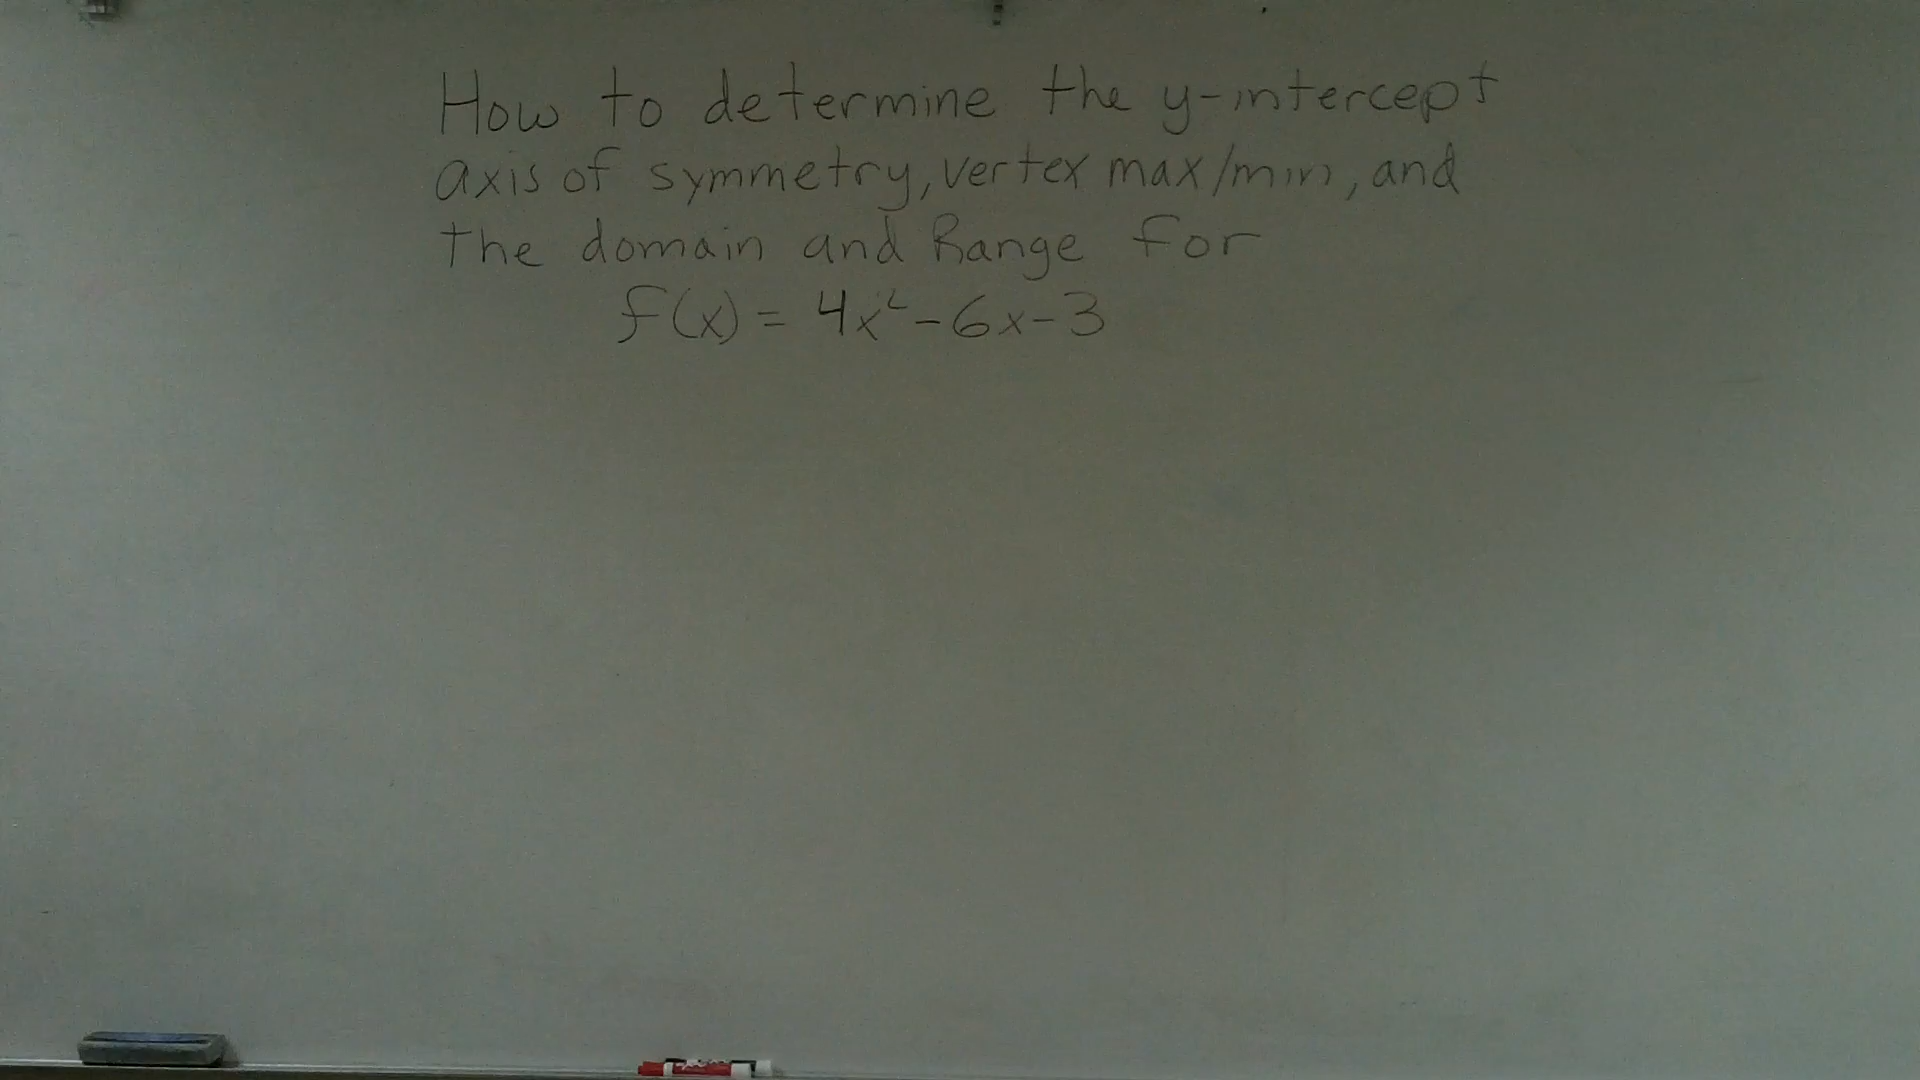 How to determine the y-intercept
axis of symmetry, vertex max/min, and
the domain and Range for
f(x) = 4x² - 6x - 3